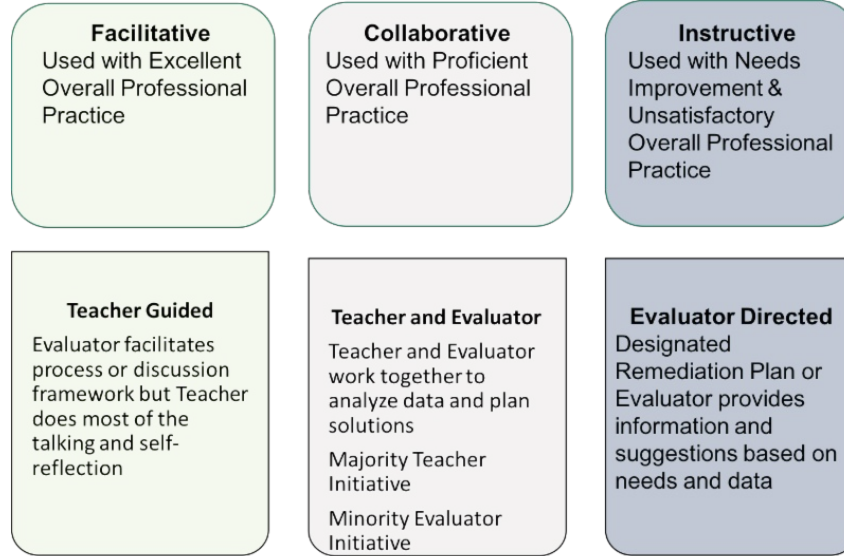 Facilitative
Used with Excellent
Overall Professional
Practice
Collaborative
Used with Proficient
Overall Professional
Practice
Instructive
Used with Needs
Improvement &
Unsatisfactory
Overall Professional
Practice
Teacher Guided
Evaluator facilitates
process or discussion
framework but Teacher
does most of the
talking and self-
reflection
Teacher and Evaluator
Teacher and Evaluator
work together to
analyze data and plan
solutions
Majority Teacher
Initiative
Minority Evaluator
Initiative
Evaluator Directed
Designated
Remediation Plan or
Evaluator provides
information and
suggestions based on
needs and data